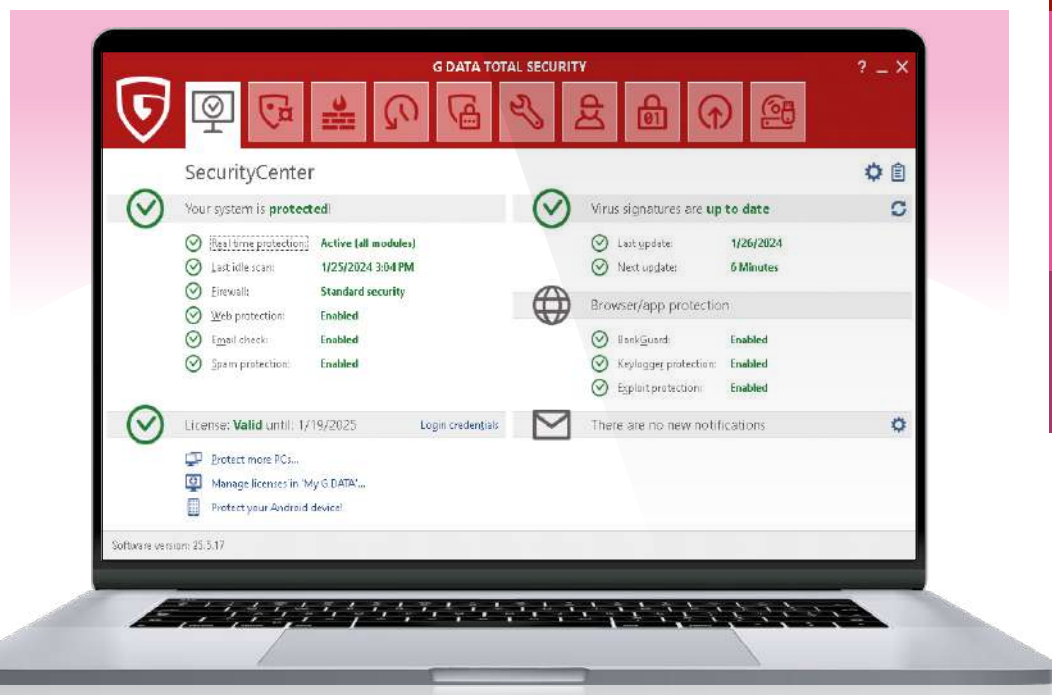 G DATA TOTAL SECURITY
? _ X
01
SecurityCenter
Your system is protected!
Real time protection: Active (all modules)
Last idle scan: 1/25/2024 3:04 PM
Firewall: Standard security
Web protection: Enabled
Email check: Enabled
Spam protection: Enabled
License: Valid until: 1/19/2025 Login credentials
Protect more PCs...
Manage licenses in 'My G DATA'...
Protect your Android device!
Virus signatures are up to date
Last update: 1/26/2024
Next update: 6 Minutes
Browser/app protection
BankGuard: Enabled
Keylogger protection: Enabled
Exploit protection: Enabled
There are no new notifications
Software version: 25.5.17